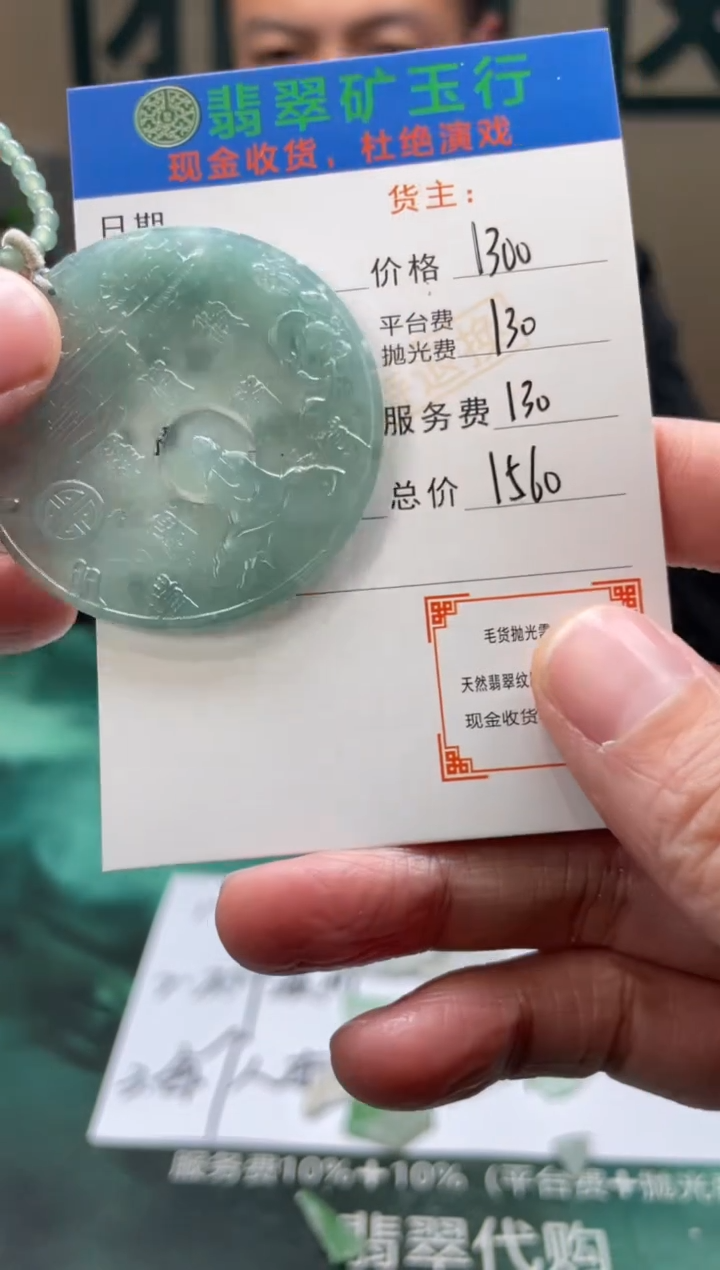 翡翠矿玉行
现金收货，杜绝演戏
货主：
日期
价格 1300
平台费
抛光费 130
服务费 130
总价 1560
毛货抛光需
天然翡翠纹
现金收货
服务费10%+10%（平台费+抛光
翡翠代购